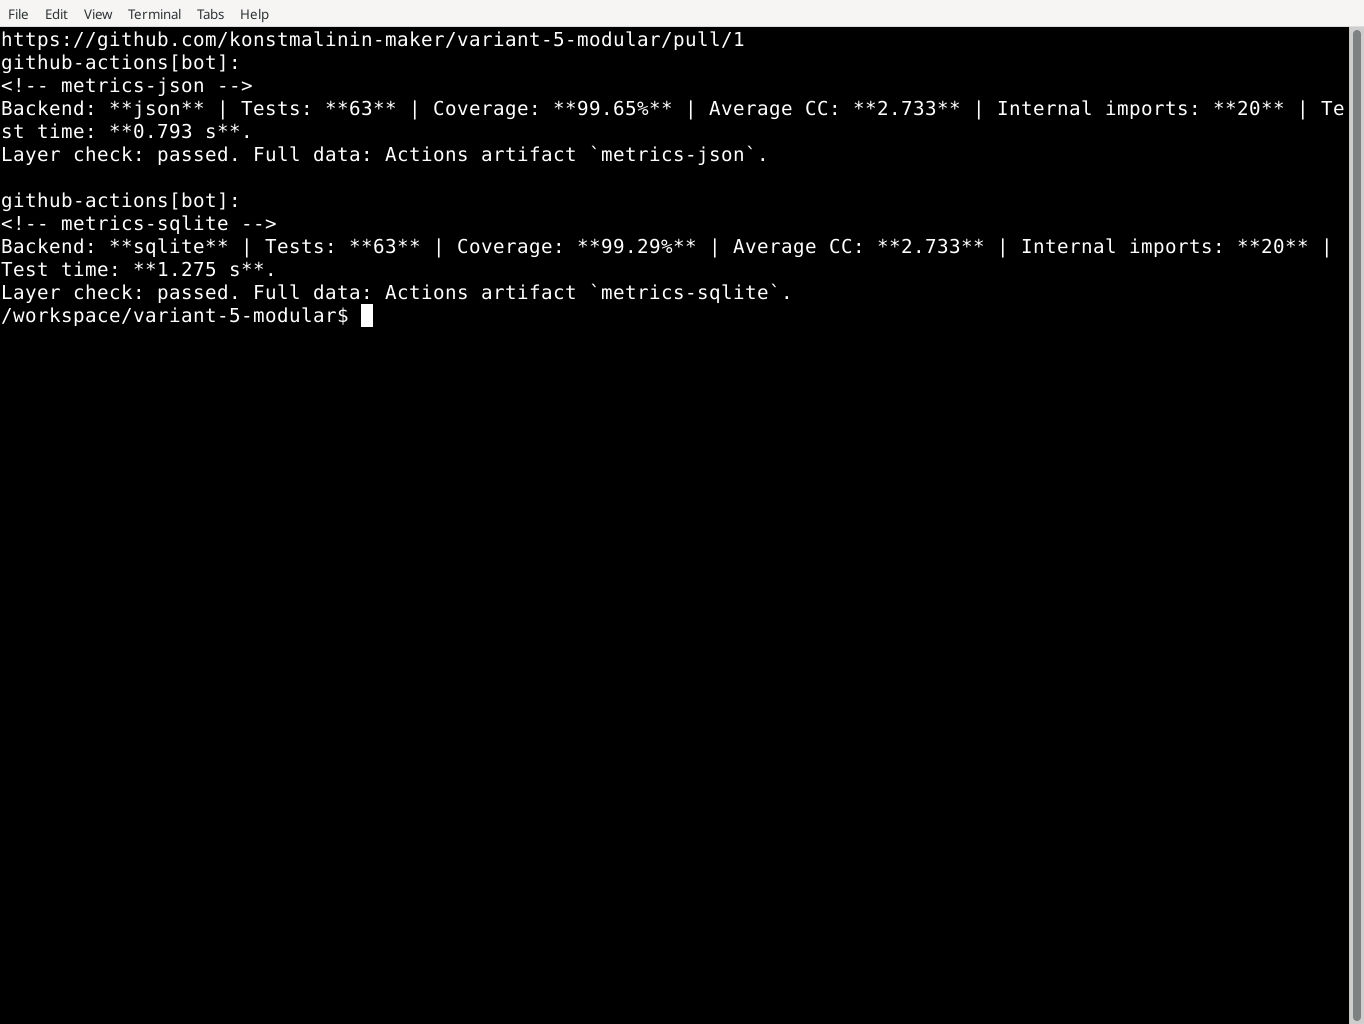 File Edit View Terminal Tabs Help
https://github.com/konstmalinin-maker/variant-5-modular/pull/1
github-actions[bot]:
<!-- metrics-json -->
Backend: **json** | Tests: **63** | Coverage: **99.65%** | Average CC: **2.733** | Internal imports: **20** | Te
st time: **0.793 s**.
Layer check: passed. Full data: Actions artifact `metrics-json`.
github-actions[bot]:
<!-- metrics-sqlite -->
Backend: **sqlite** | Tests: **63** | Coverage: **99.29%** | Average CC: **2.733** | Internal imports: **20** |
Test time: **1.275 s**.
Layer check: passed. Full data: Actions artifact `metrics-sqlite`.
/workspace/variant-5-modular$